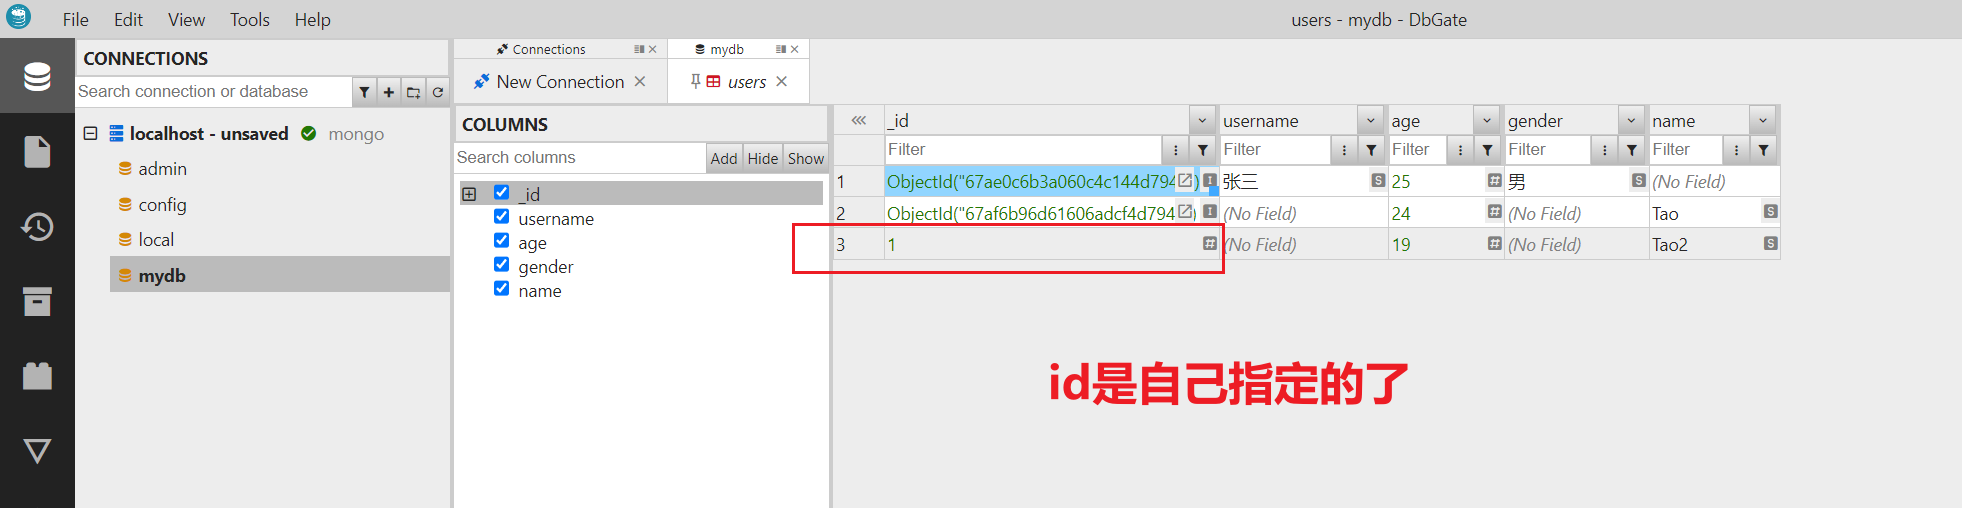 File Edit View Tools Help users - mydb - DbGate
CONNECTIONS
Search connection or database
localhost - unsaved mongo
admin
config
local
mydb
Connections
mydb
New Connection
users
COLUMNS
Search columns Add Hide Show
_id
username
age
gender
name
_id username age gender name
Filter Filter Filter Filter Filter
1 ObjectId("67ae0c6b3a060c4c144d794 ) I 张三 S 25 # 男 S (No Field)
2 ObjectId("67af6b96d61606adcf4d794 ) I (No Field) 24 # (No Field) Tao S
3 1 # (No Field) 19 # (No Field) Tao2 S
id是自己指定的了